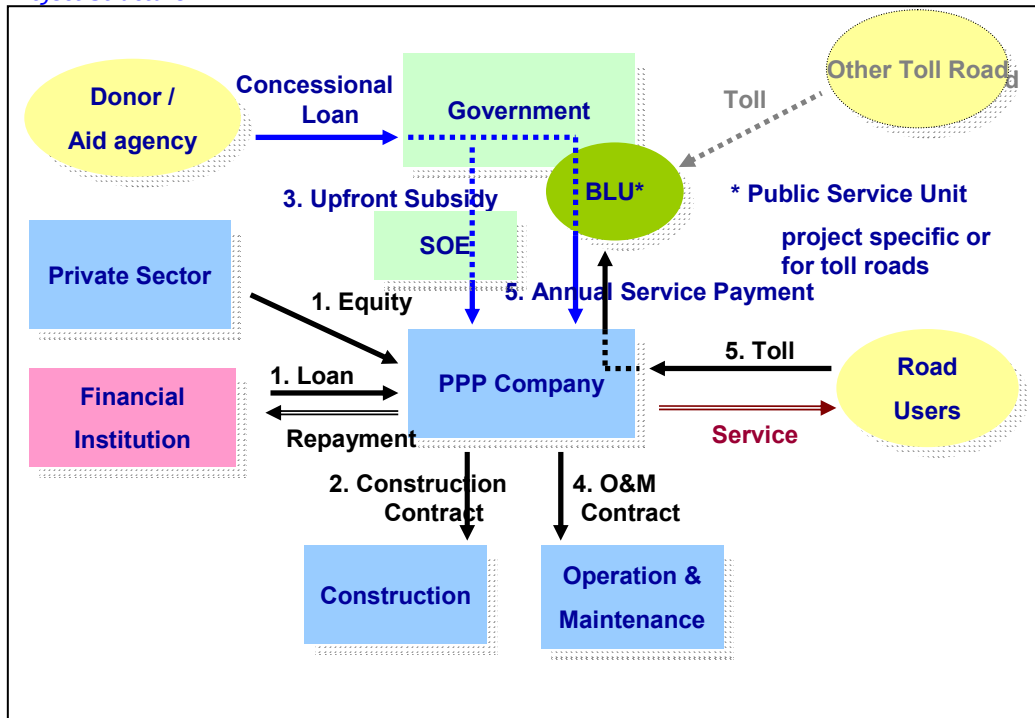 Donor /
Aid agency
Concessional
Loan
Government
Toll
Other Toll Road
3. Upfront Subsidy
BLU*
* Public Service Unit
project specific or
for toll roads
SOE
Private Sector
1. Equity
5. Annual Service Payment
5. Toll
1. Loan
PPP Company
Road
Users
Financial
Institution
Repayment
Service
2. Construction
Contract
4. O&M
Contract
Construction
Operation &
Maintenance